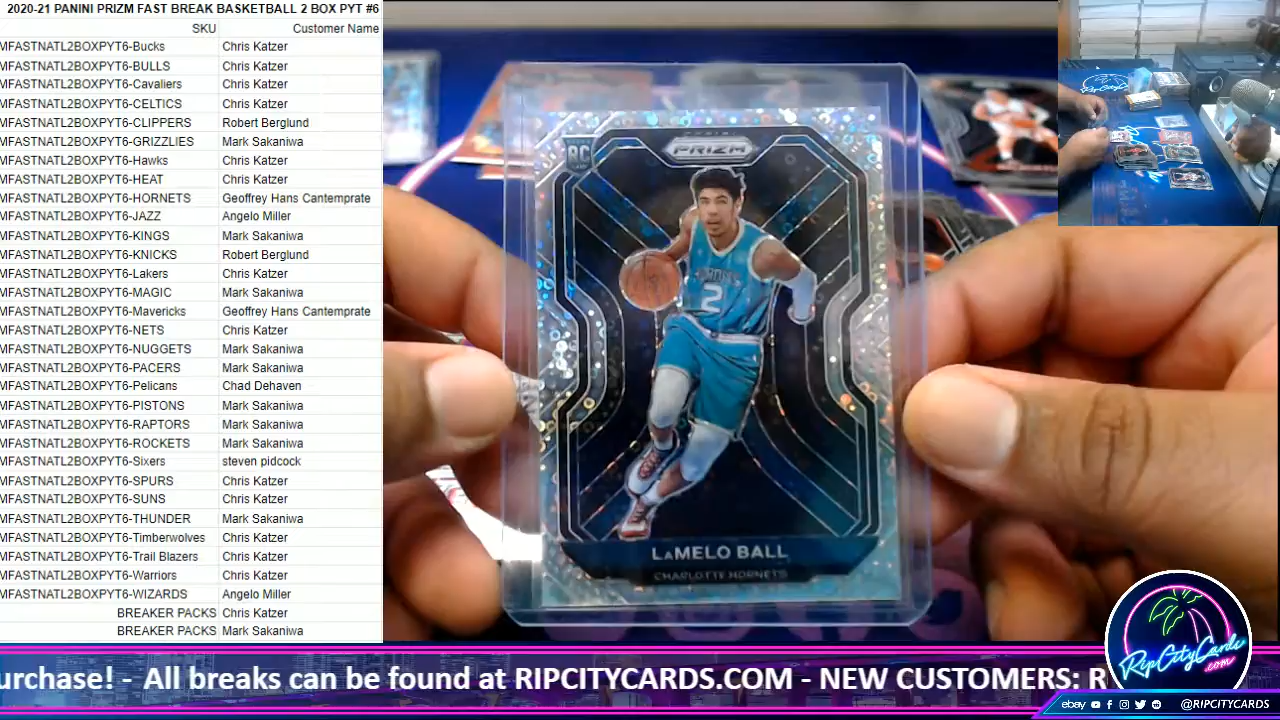 2020-21 PANINI PRIZM FAST BREAK BASKETBALL 2 BOX PYT #6
SKU Customer Name
MFASTNATL2BOXPYT6-Bucks Chris Katzer
MFASTNATL2BOXPYT6-BULLS Chris Katzer
MFASTNATL2BOXPYT6-Cavaliers Chris Katzer
MFASTNATL2BOXPYT6-CELTICS Chris Katzer
MFASTNATL2BOXPYT6-CLIPPERS Robert Berglund
MFASTNATL2BOXPYT6-GRIZZLIES Mark Sakaniwa
MFASTNATL2BOXPYT6-Hawks Chris Katzer
MFASTNATL2BOXPYT6-HEAT Chris Katzer
MFASTNATL2BOXPYT6-HORNETS Geoffrey Hans Cantemprate
MFASTNATL2BOXPYT6-JAZZ Angelo Miller
MFASTNATL2BOXPYT6-KINGS Mark Sakaniwa
MFASTNATL2BOXPYT6-KNICKS Robert Berglund
MFASTNATL2BOXPYT6-Lakers Chris Katzer
MFASTNATL2BOXPYT6-MAGIC Mark Sakaniwa
MFASTNATL2BOXPYT6-Mavericks Geoffrey Hans Cantemprate
MFASTNATL2BOXPYT6-NETS Chris Katzer
MFASTNATL2BOXPYT6-NUGGETS Mark Sakaniwa
MFASTNATL2BOXPYT6-PACERS Mark Sakaniwa
MFASTNATL2BOXPYT6-Pelicans Chad Dehaven
MFASTNATL2BOXPYT6-PISTONS Mark Sakaniwa
MFASTNATL2BOXPYT6-RAPTORS Mark Sakaniwa
MFASTNATL2BOXPYT6-ROCKETS Mark Sakaniwa
MFASTNATL2BOXPYT6-Sixers steven pidcock
MFASTNATL2BOXPYT6-SPURS Chris Katzer
MFASTNATL2BOXPYT6-SUNS Chris Katzer
MFASTNATL2BOXPYT6-THUNDER Mark Sakaniwa
MFASTNATL2BOXPYT6-Timberwolves Chris Katzer
MFASTNATL2BOXPYT6-Trail Blazers Chris Katzer
MFASTNATL2BOXPYT6-Warriors Chris Katzer
MFASTNATL2BOXPYT6-WIZARDS Angelo Miller
BREAKER PACKS Chris Katzer
BREAKER PACKS Mark Sakaniwa
RC
PANINI
PRIZM
2
LAMELO BALL
CHARLOTTE HORNETS
RipCityCards
.com
urchase! - All breaks can be found at RIPCITYCARDS.COM - NEW CUSTOMERS: R
ebay @RIPCITYCARDS